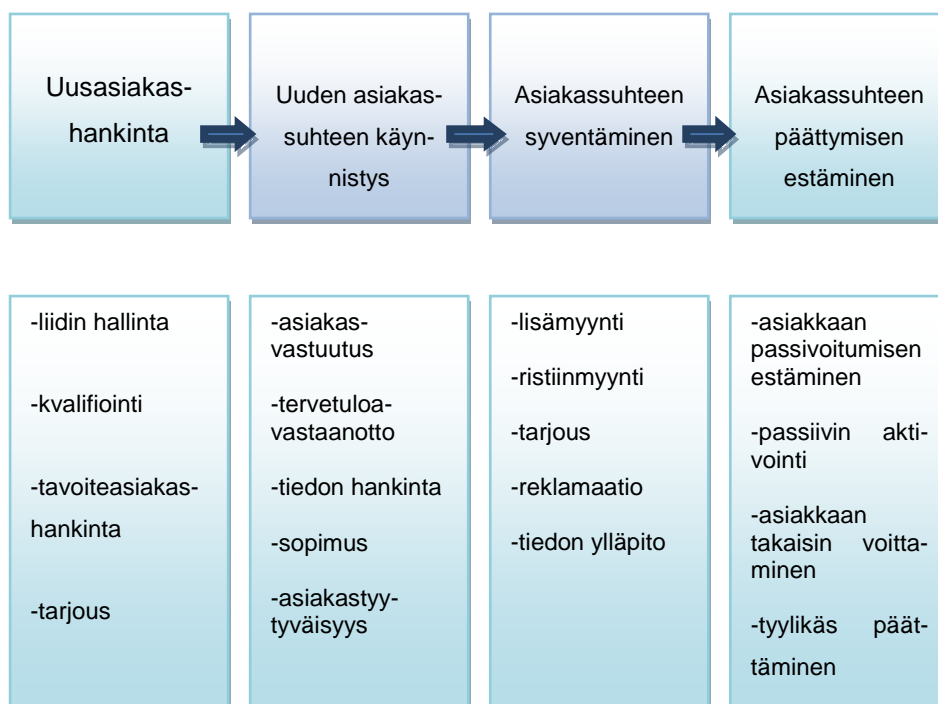 Uusasiakas-
hankinta
Uuden asiakas-
suhteen käyn-
nistys
Asiakassuhteen
syventäminen
Asiakassuhteen
päättymisen
estäminen
-liidin hallinta
-kvalifiointi
-tavoiteasiakas-
hankinta
-tarjous
-asiakas-
vastuutus
-tervetuloa-
vastaanotto
-tiedon hankinta
-sopimus
-asiakastyy-
tyväisyys
-lisämyynti
-ristiinmyynti
-tarjous
-reklamaatio
-tiedon ylläpito
-asiakkaan
passivoitumisen
estäminen
-passiivin akti-
vointi
-asiakkaan
takaisin voitta-
minen
-tyylikäs päät-
täminen